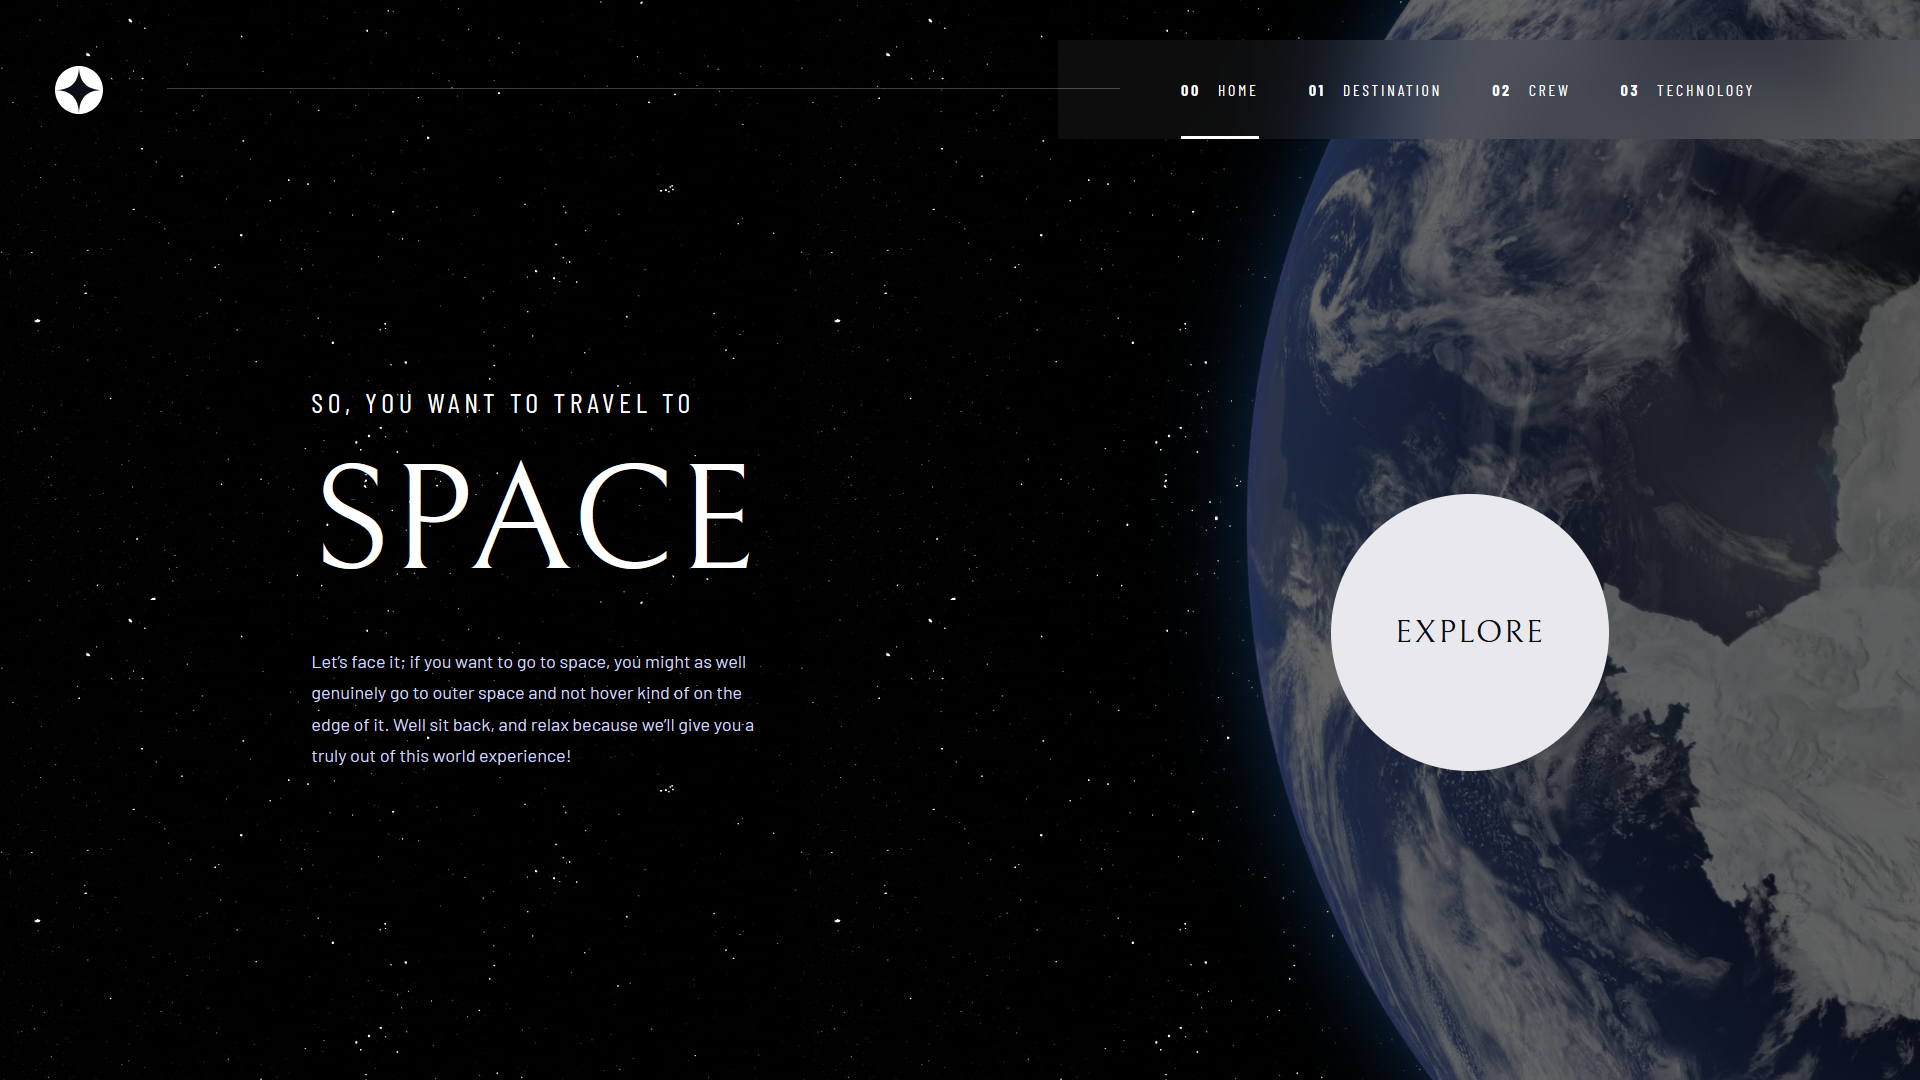 00 HOME 01 DESTINATION 02 CREW 03 TECHNOLOGY
SO, YOU WANT TO TRAVEL TO
SPACE
Let’s face it; if you want to go to space, you might as well
genuinely go to outer space and not hover kind of on the
edge of it. Well sit back, and relax because we’ll give you a
truly out of this world experience!
EXPLORE